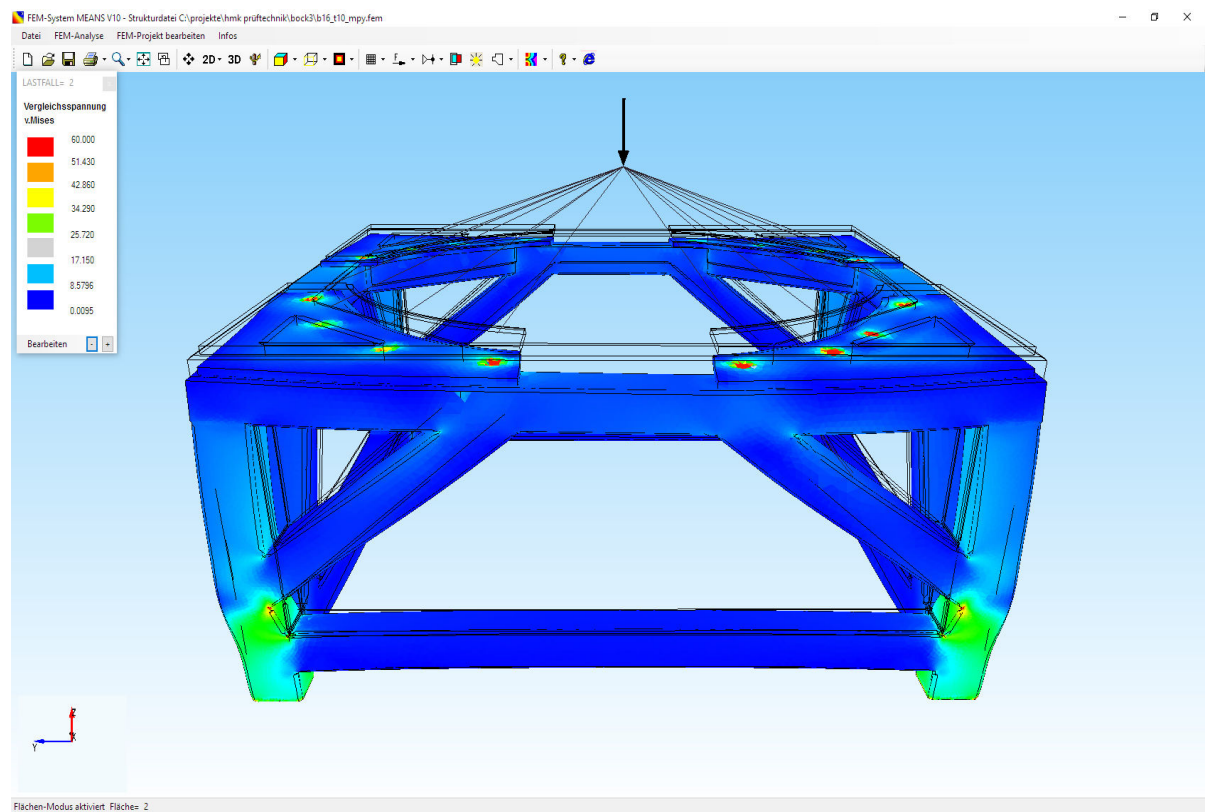 FEM-System MEANS V10 - Strukturdatei C:\projekte\hmk prüftechnik\bock3\b16_t10_mpy.fem
Datei FEM-Analyse FEM-Projekt bearbeiten Infos
2D 3D
LASTFALL= 2
Vergleichsspannung
v.Mises
60.000
51.430
42.860
34.290
25.720
17.150
8.5796
0.0095
Bearbeiten - +
Z
Y X
Flächen-Modus aktiviert Fläche= 2